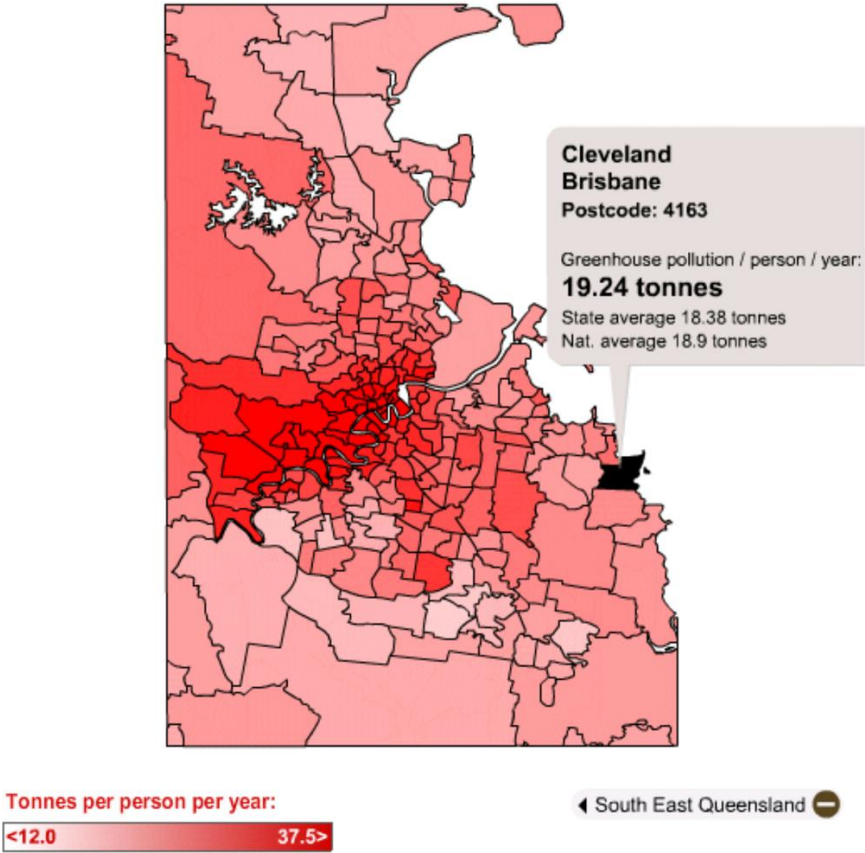 Cleveland
Brisbane
Postcode: 4163
Greenhouse pollution / person / year:
19.24 tonnes
State average 18.38 tonnes
Nat. average 18.9 tonnes
Tonnes per person per year:
<12.0 37.5>
South East Queensland